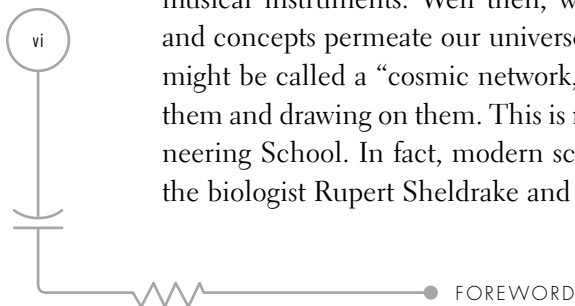 musical instruments. Well then, w
vi
and concepts permeate our univers
might be called a “cosmic network,
them and drawing on them. This is
neering School. In fact, modern sc
the biologist Rupert Sheldrake and
FOREWORD